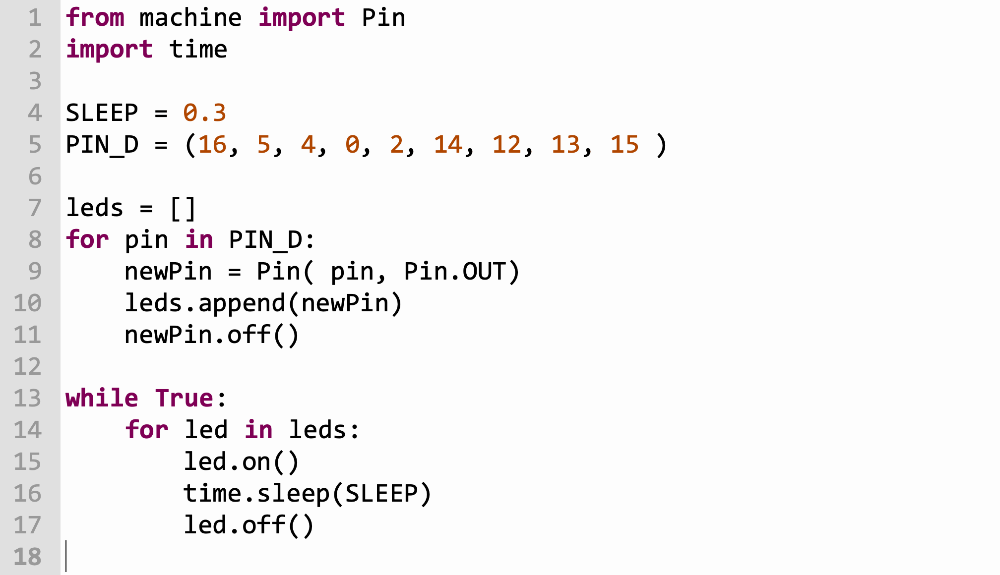 1 from machine import Pin
2 import time
3
4 SLEEP = 0.3
5 PIN_D = (16, 5, 4, 0, 2, 14, 12, 13, 15 )
6
7 leds = []
8 for pin in PIN_D:
9     newPin = Pin( pin, Pin.OUT)
10     leds.append(newPin)
11     newPin.off()
12
13 while True:
14     for led in leds:
15         led.on()
16         time.sleep(SLEEP)
17         led.off()
18